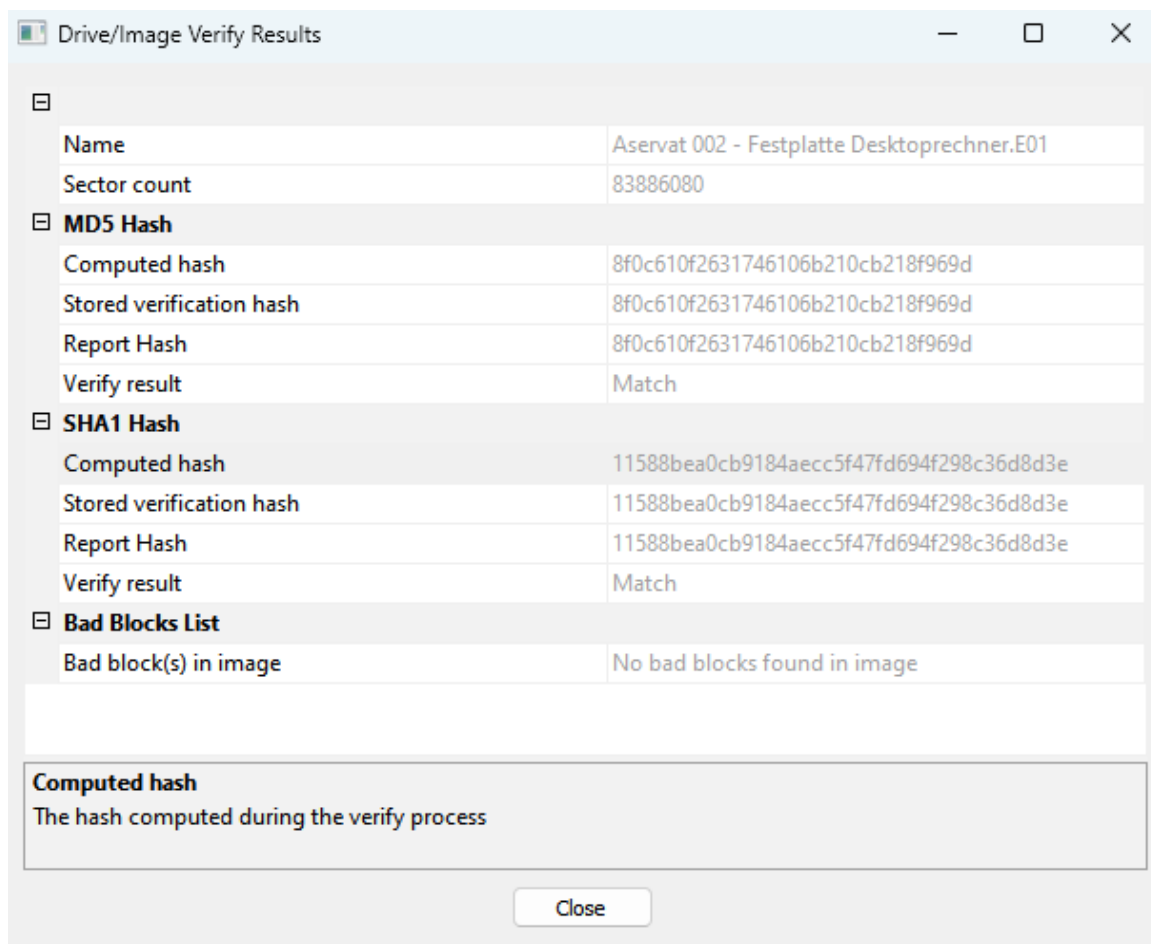 Drive/Image Verify Results
Name Aservat 002 - Festplatte Desktoprechner.E01
Sector count 83886080
MD5 Hash
Computed hash 8f0c610f2631746106b210cb218f969d
Stored verification hash 8f0c610f2631746106b210cb218f969d
Report Hash 8f0c610f2631746106b210cb218f969d
Verify result Match
SHA1 Hash
Computed hash 11588bea0cb9184aecc5f47fd694f298c36d8d3e
Stored verification hash 11588bea0cb9184aecc5f47fd694f298c36d8d3e
Report Hash 11588bea0cb9184aecc5f47fd694f298c36d8d3e
Verify result Match
Bad Blocks List
Bad block(s) in image No bad blocks found in image
Computed hash
The hash computed during the verify process
Close